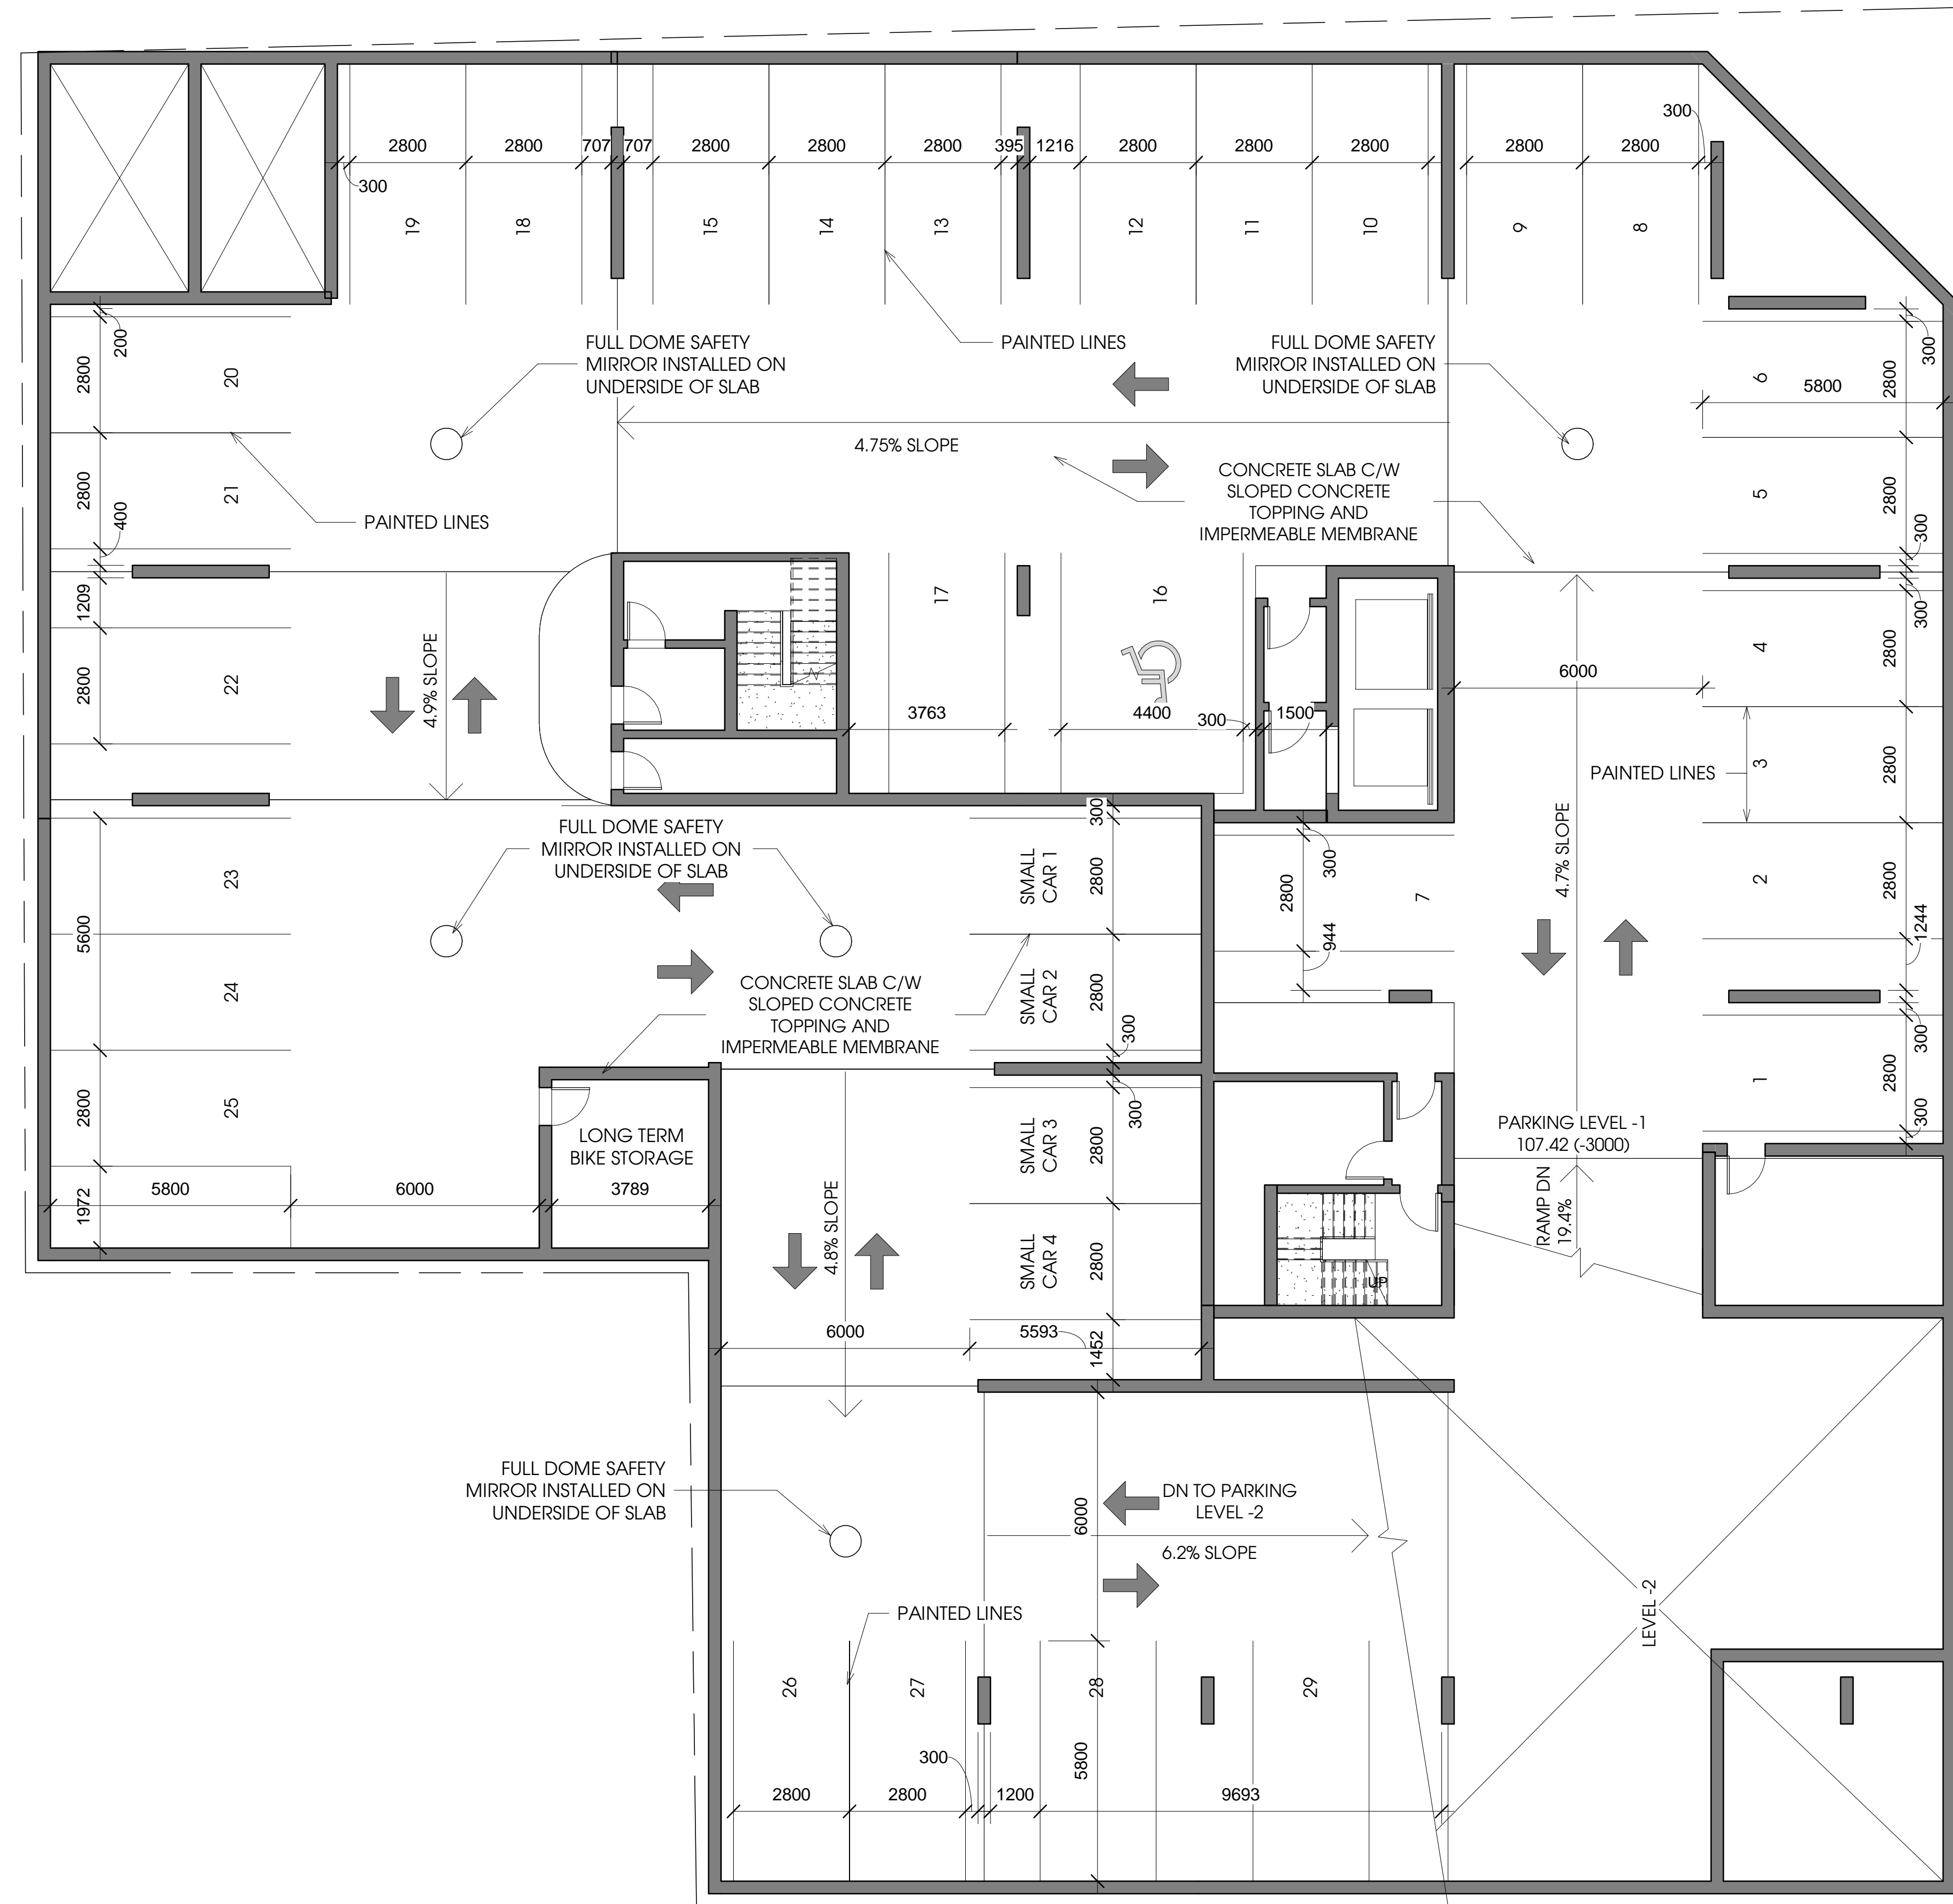 300
2800
2800
707
707
2800
2800
2800
395
1216
2800
2800
2800
2800
2800
300
19
18
15
14
13
12
11
10
9
8
FULL DOME SAFETY
MIRROR INSTALLED ON
UNDERSIDE OF SLAB
PAINTED LINES
FULL DOME SAFETY
MIRROR INSTALLED ON
UNDERSIDE OF SLAB
200
2800
20
6
5800
2800
300
4.75% SLOPE
CONCRETE SLAB C/W
SLOPED CONCRETE
TOPPING AND
IMPERMEABLE MEMBRANE
2800
21
400
PAINTED LINES
5
2800
300
1209
17
16
300
4.9% SLOPE
2800
22
4
2800
6000
3763
4400
300
1500
PAINTED LINES
3
2800
FULL DOME SAFETY
MIRROR INSTALLED ON
UNDERSIDE OF SLAB
300
SMALL
CAR 1
2800
300
2800
7
4.7% SLOPE
2
2800
23
5600
944
1244
24
CONCRETE SLAB C/W
SLOPED CONCRETE
TOPPING AND
IMPERMEABLE MEMBRANE
SMALL
CAR 2
2800
300
300
2800
25
1
2800
300
LONG TERM
BIKE STORAGE
300
SMALL
CAR 3
2800
PARKING LEVEL -1
107.42 (-3000)
5800
6000
3789
1972
4.8% SLOPE
RAMP DN
19.4%
SMALL
CAR 4
2800
UP
6000
5593
1452
FULL DOME SAFETY
MIRROR INSTALLED ON
UNDERSIDE OF SLAB
6000
DN TO PARKING
LEVEL -2
6.2% SLOPE
PAINTED LINES
LEVEL -2
26
27
28
29
300
5800
2800
2800
1200
9693